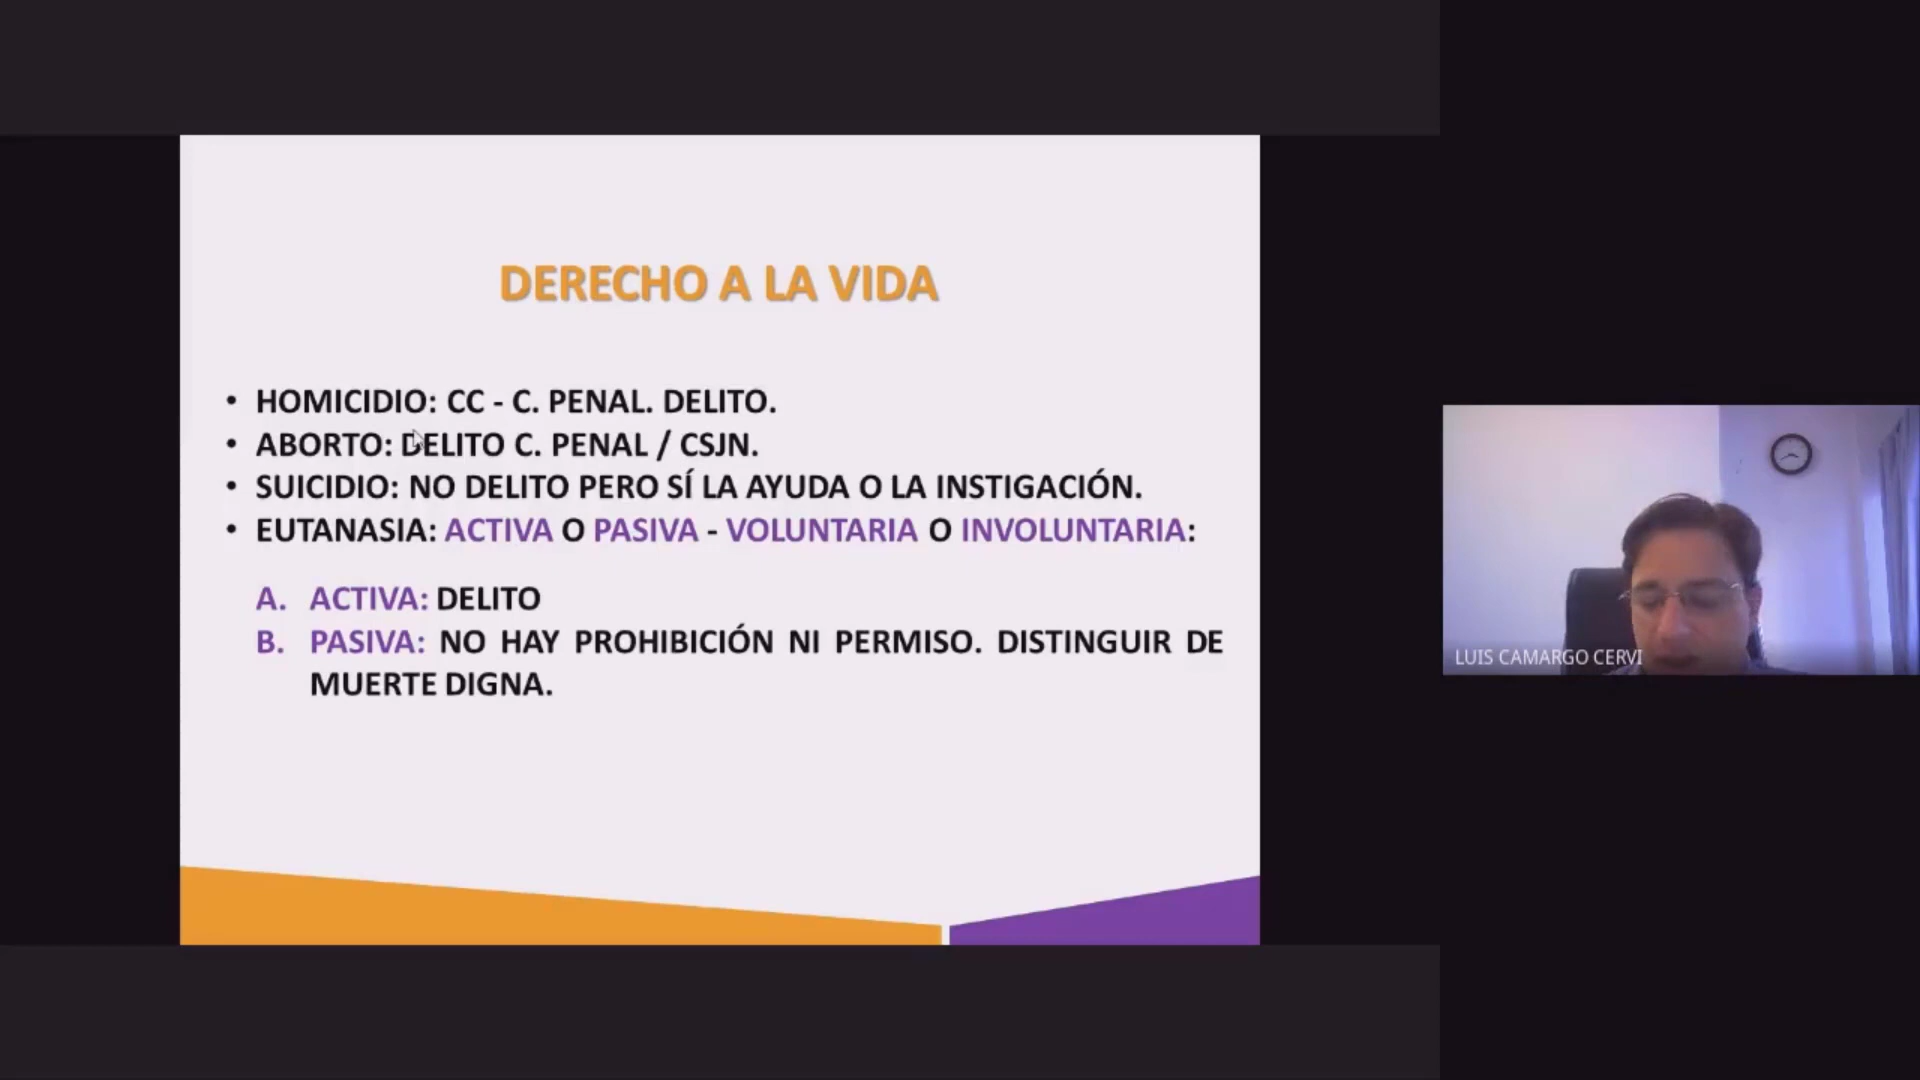 DERECHO A LA VIDA
• HOMICIDIO: CC - C. PENAL. DELITO.
• ABORTO: DELITO C. PENAL / CSJN.
• SUICIDIO: NO DELITO PERO SÍ LA AYUDA O LA INSTIGACIÓN.
• EUTANASIA: ACTIVA O PASIVA - VOLUNTARIA O INVOLUNTARIA:
A. ACTIVA: DELITO
B. PASIVA: NO HAY PROHIBICIÓN NI PERMISO. DISTINGUIR DE
MUERTE DIGNA.
LUIS CAMARGO CERVI